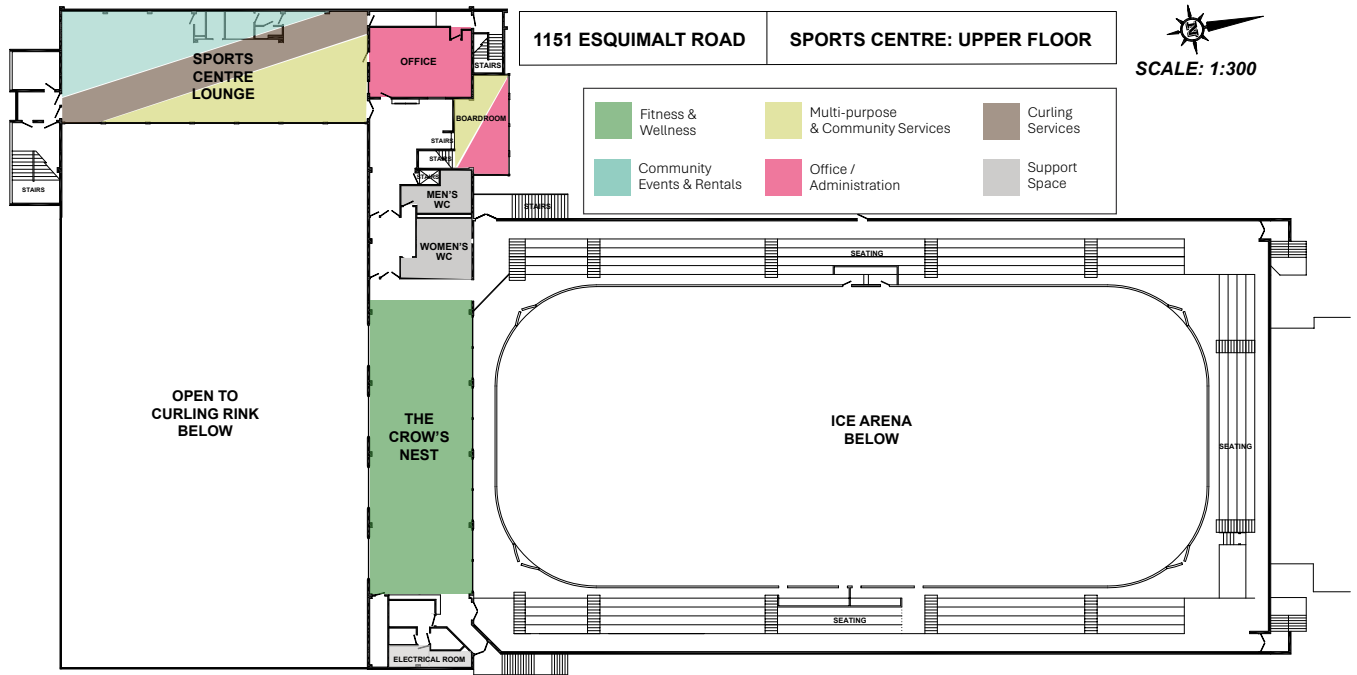 1151 ESQUIMALT ROAD
SPORTS CENTRE: UPPER FLOOR
N
SCALE: 1:300
Fitness &
Wellness
Multi-purpose
& Community Services
Curling
Services
Community
Events & Rentals
Office /
Administration
Support
Space
SPORTS
CENTRE
LOUNGE
OFFICE
STAIRS
BOARDROOM
STAIRS
STAIRS
STAIRS
STAIRS
MEN'S
WC
STAIRS
WOMEN'S
WC
SEATING
OPEN TO
CURLING RINK
BELOW
THE
CROW'S
NEST
ICE ARENA
BELOW
SEATING
SEATING
ELECTRICAL ROOM